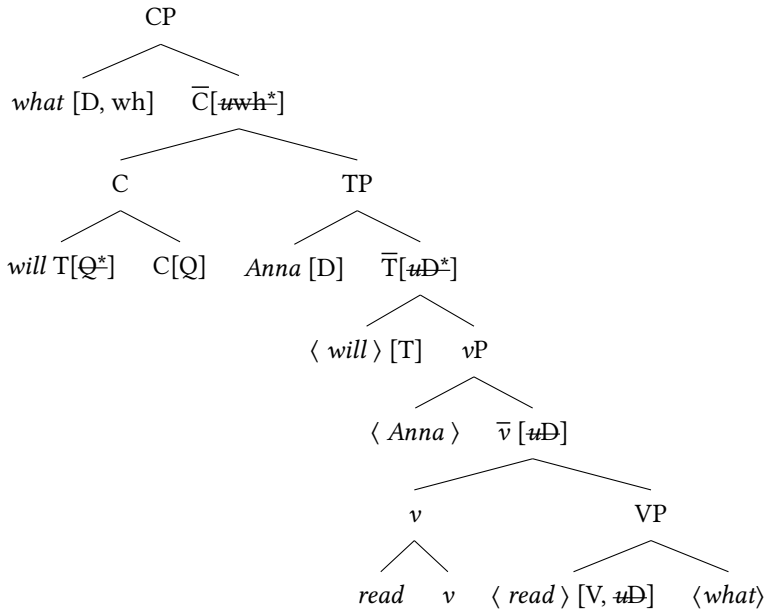 CP
what [D, wh] C̅[uwh*]
C TP
will T[Q*] C[Q] Anna [D] T̅[uD*]
⟨ will ⟩ [T] vP
⟨ Anna ⟩ v̅ [uD]
v VP
read v ⟨ read ⟩ [V, uD] ⟨what⟩